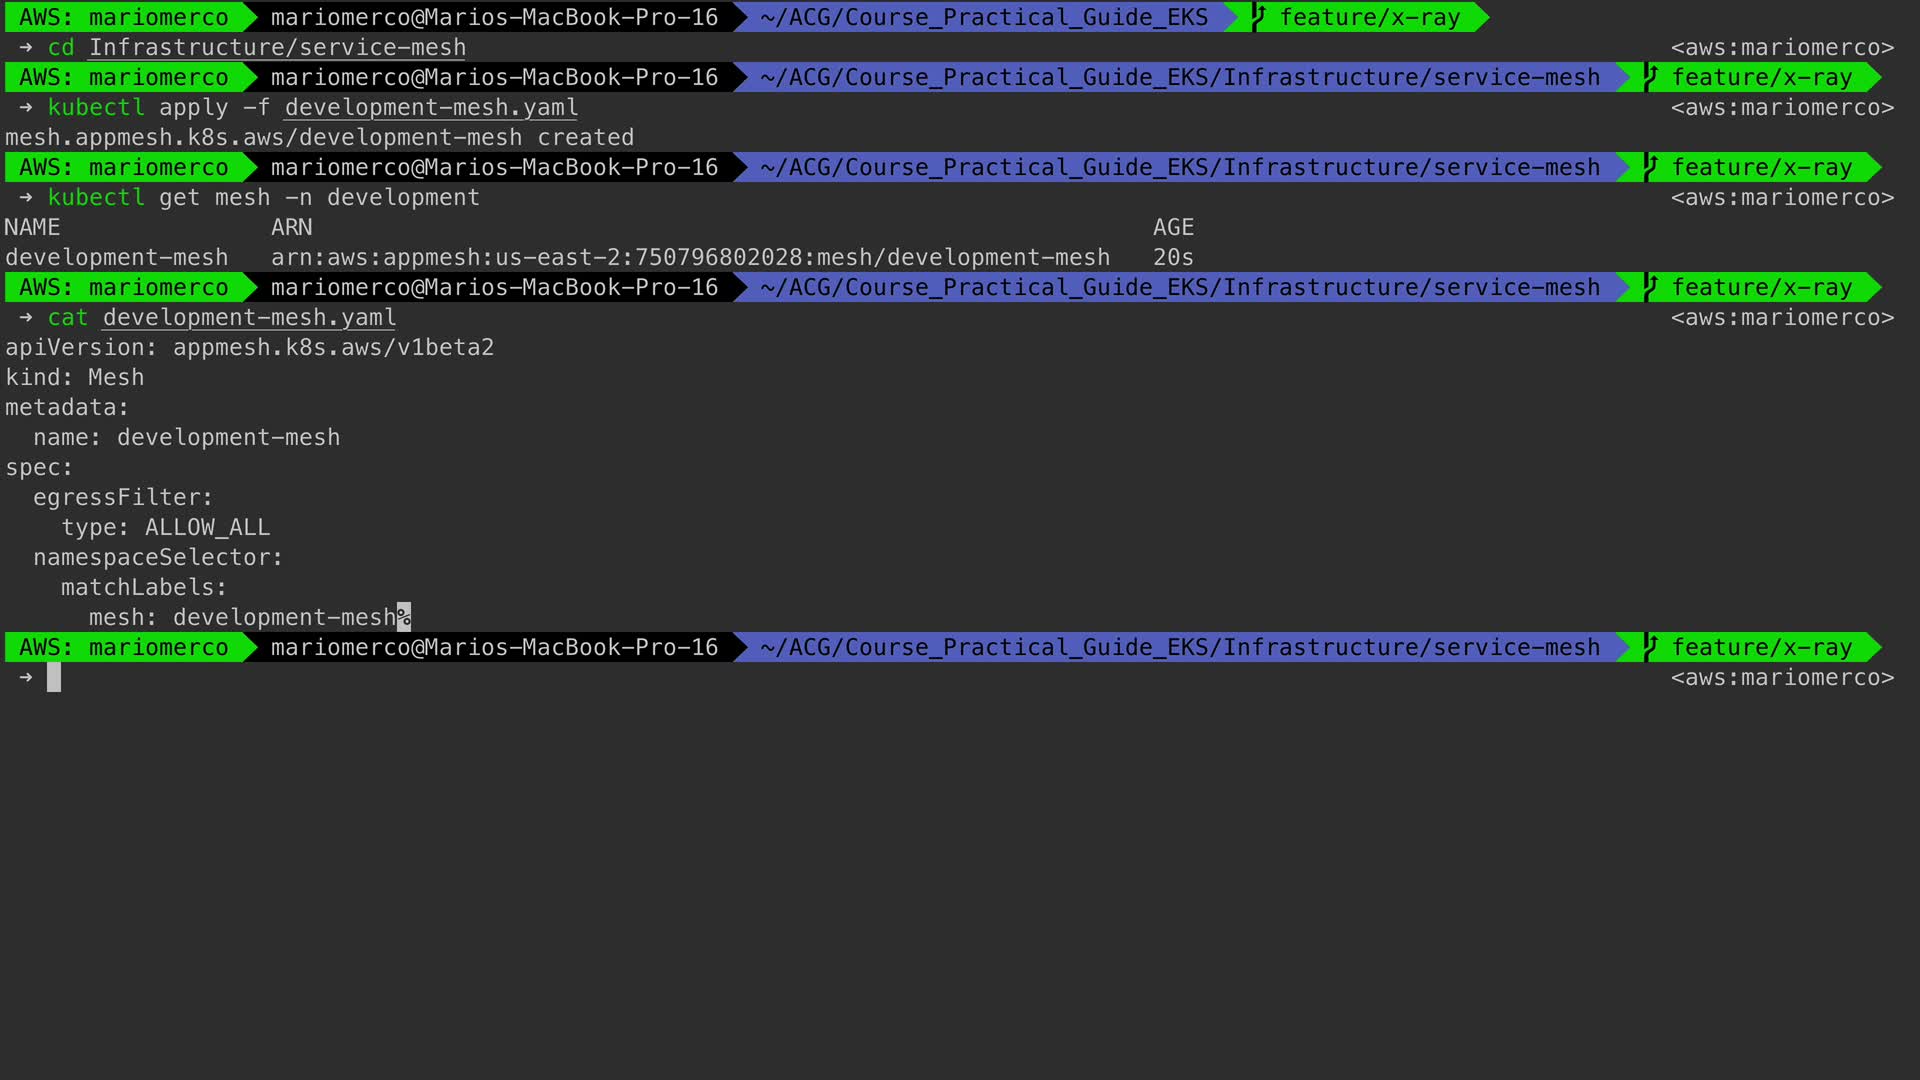 AWS: mariomerco mariomerco@Marios-MacBook-Pro-16 ~/ACG/Course_Practical_Guide_EKS feature/x-ray
→ cd Infrastructure/service-mesh <aws:mariomerco>
AWS: mariomerco mariomerco@Marios-MacBook-Pro-16 ~/ACG/Course_Practical_Guide_EKS/Infrastructure/service-mesh feature/x-ray
→ kubectl apply -f development-mesh.yaml <aws:mariomerco>
mesh.appmesh.k8s.aws/development-mesh created
AWS: mariomerco mariomerco@Marios-MacBook-Pro-16 ~/ACG/Course_Practical_Guide_EKS/Infrastructure/service-mesh feature/x-ray
→ kubectl get mesh -n development <aws:mariomerco>
NAME ARN AGE
development-mesh arn:aws:appmesh:us-east-2:750796802028:mesh/development-mesh 20s
AWS: mariomerco mariomerco@Marios-MacBook-Pro-16 ~/ACG/Course_Practical_Guide_EKS/Infrastructure/service-mesh feature/x-ray
→ cat development-mesh.yaml <aws:mariomerco>
apiVersion: appmesh.k8s.aws/v1beta2
kind: Mesh
metadata:
  name: development-mesh
spec:
  egressFilter:
    type: ALLOW_ALL
  namespaceSelector:
    matchLabels:
      mesh: development-mesh%
AWS: mariomerco mariomerco@Marios-MacBook-Pro-16 ~/ACG/Course_Practical_Guide_EKS/Infrastructure/service-mesh feature/x-ray
→ <aws:mariomerco>